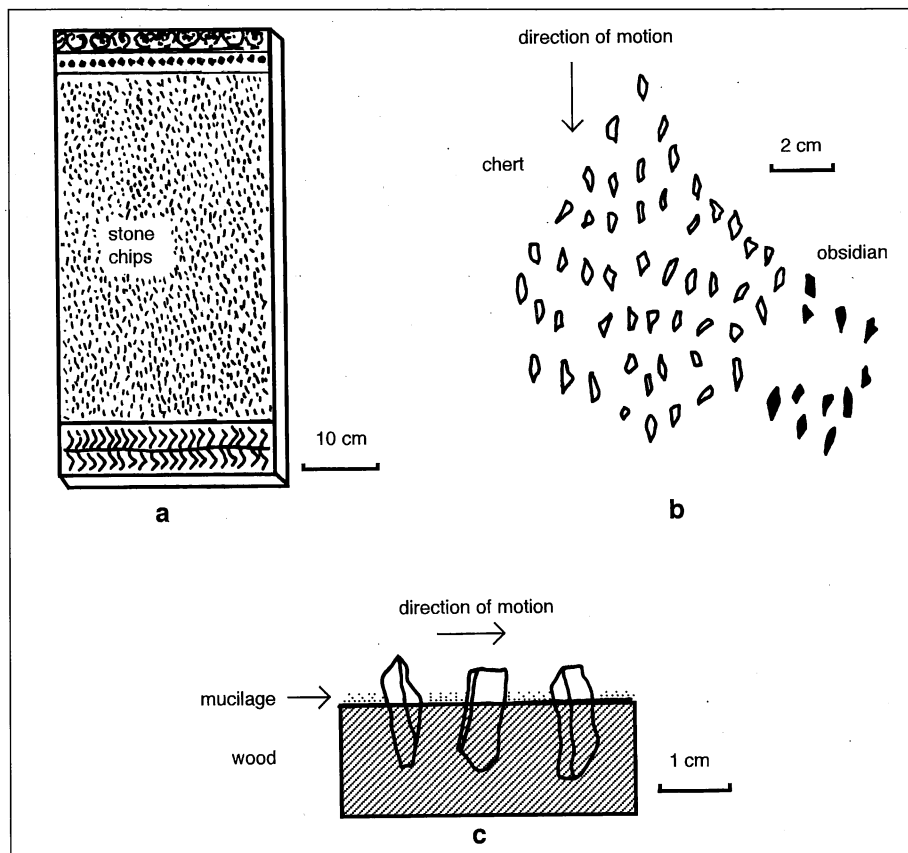 stone
chips
10 cm
a
direction of motion
chert
2 cm
obsidian
b
direction of motion
mucilage
wood
1 cm
c